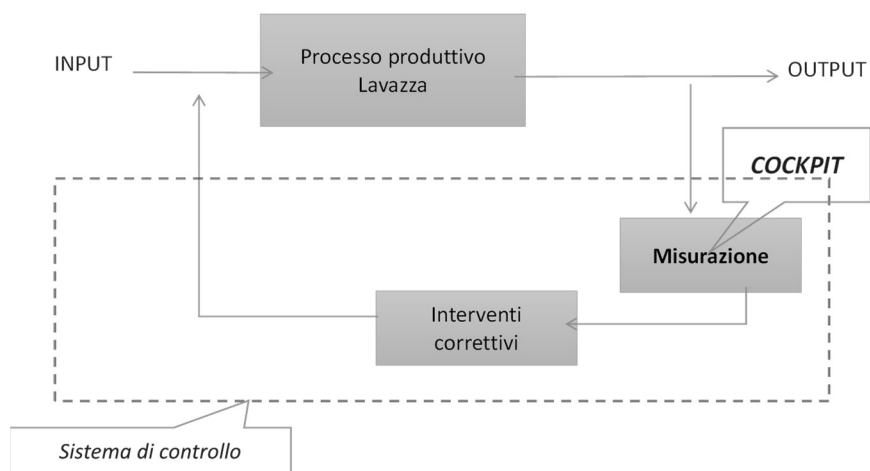 INPUT
Processo produttivo
Lavazza
OUTPUT
COCKPIT
Misurazione
Interventi
correttivi
Sistema di controllo